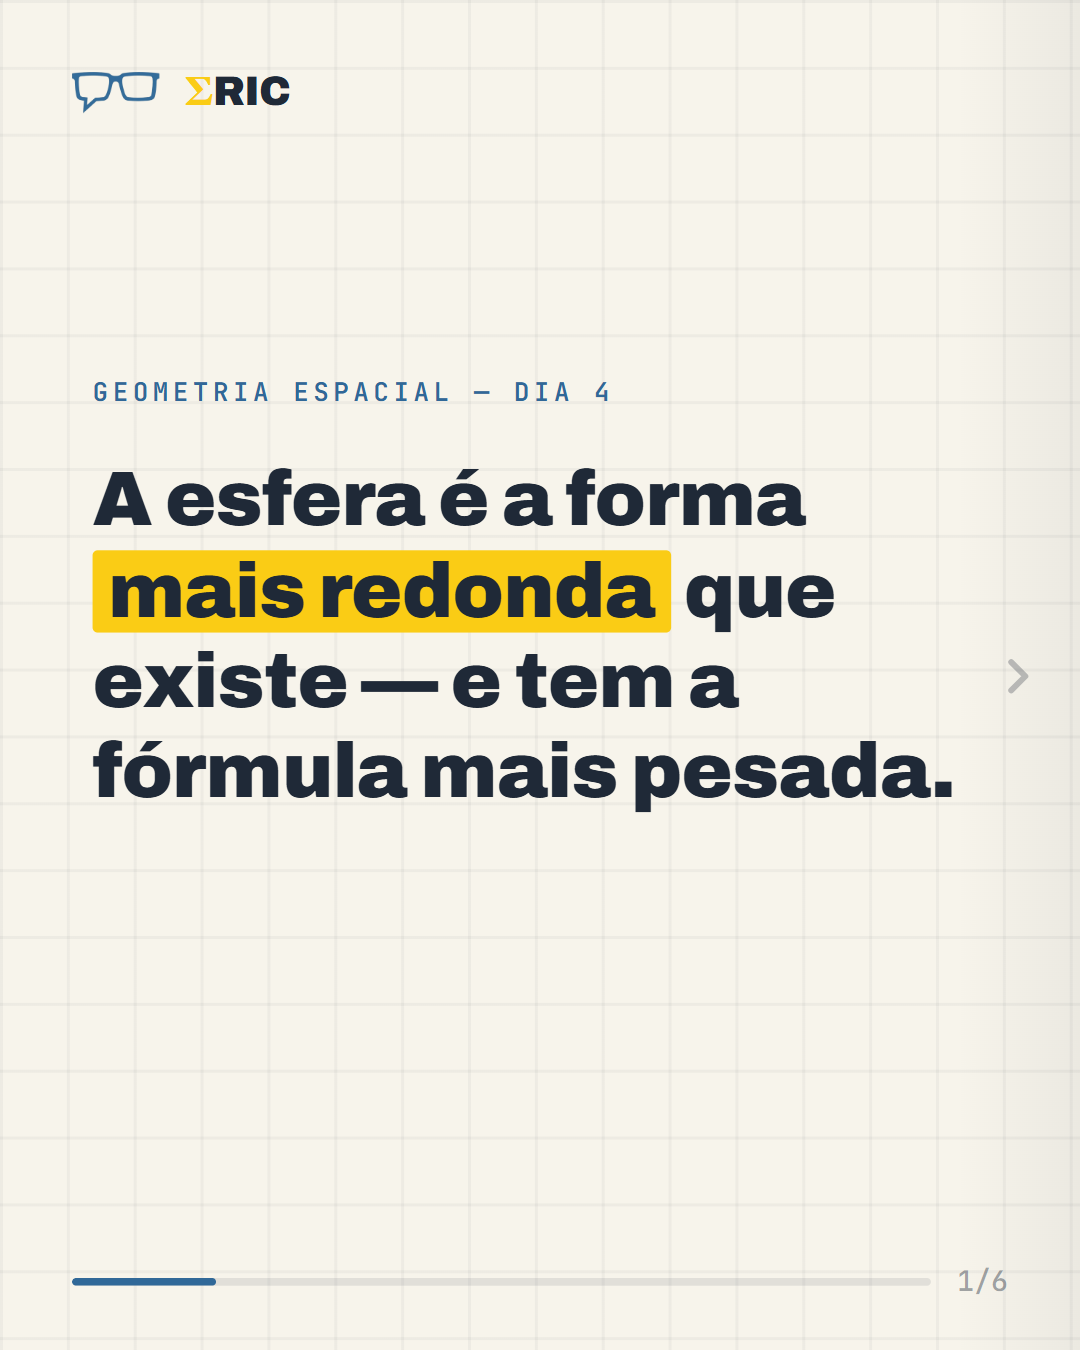 ΣRIC
GEOMETRIA ESPACIAL — DIA 4
A esfera é a forma
mais redonda que
existe — e tem a
fórmula mais pesada.
1/6